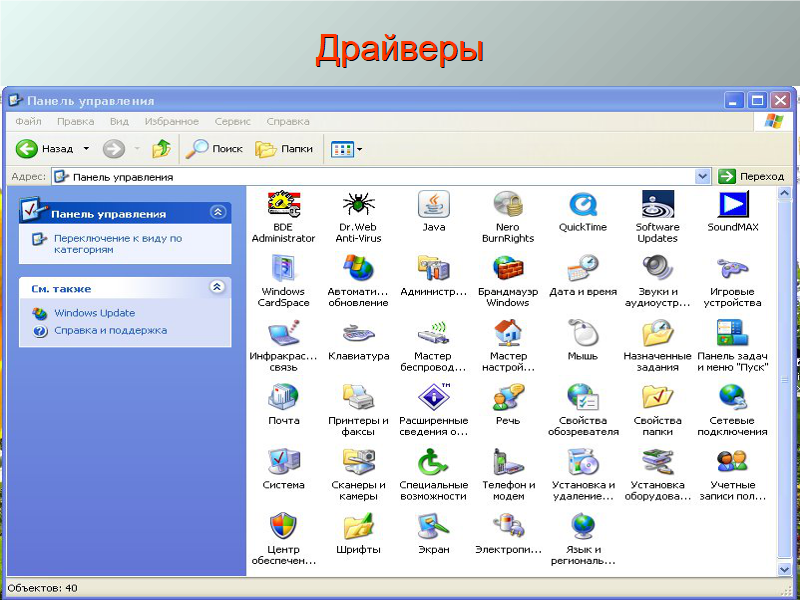 Драйверы
Панель управления
Файл Правка Вид Избранное Сервис Справка
Назад Поиск Папки
Адрес: Панель управления Переход
Панель управления
Переключение к виду по
категориям
См. также
Windows Update
Справка и поддержка
BDE Dr.Web Java Nero QuickTime Software SoundMAX
Administrator Anti-Virus BurnRights Updates
Windows Автомати... Администр... Брандмауэр Дата и время Звуки и Игровые
CardSpace обновление Windows аудиоустр... устройства
Инфракрас... Клавиатура Мастер Мастер Мышь Назначенные Панель задач
связь беспровод... настрой... задания и меню "Пуск"
Почта Принтеры и Расширенные Речь Свойства Свойства Сетевые
факсы сведения о... обозревателя папки подключения
Система Сканеры и Специальные Телефон и Установка и Установка Учетные
камеры возможности модем удаление... оборудова... записи пол...
Центр Шрифты Экран Электропи... Язык и
обеспечен... региональ...
Объектов: 40